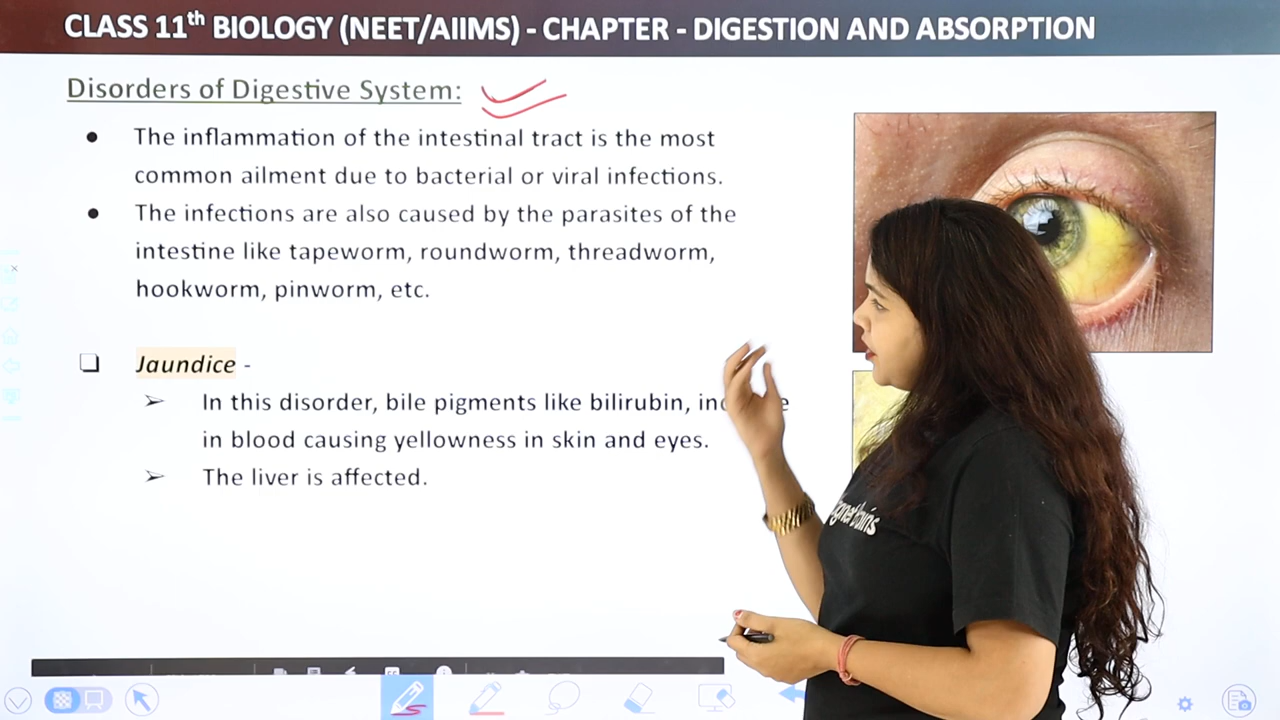 CLASS 11th BIOLOGY (NEET/AIIMS) - CHAPTER - DIGESTION AND ABSORPTION
Disorders of Digestive System:
The inflammation of the intestinal tract is the most
common ailment due to bacterial or viral infections.
The infections are also caused by the parasites of the
intestine like tapeworm, roundworm, threadworm,
hookworm, pinworm, etc.
Jaundice -
In this disorder, bile pigments like bilirubin,
in blood causing yellowness in skin and eyes.
The liver is affected.